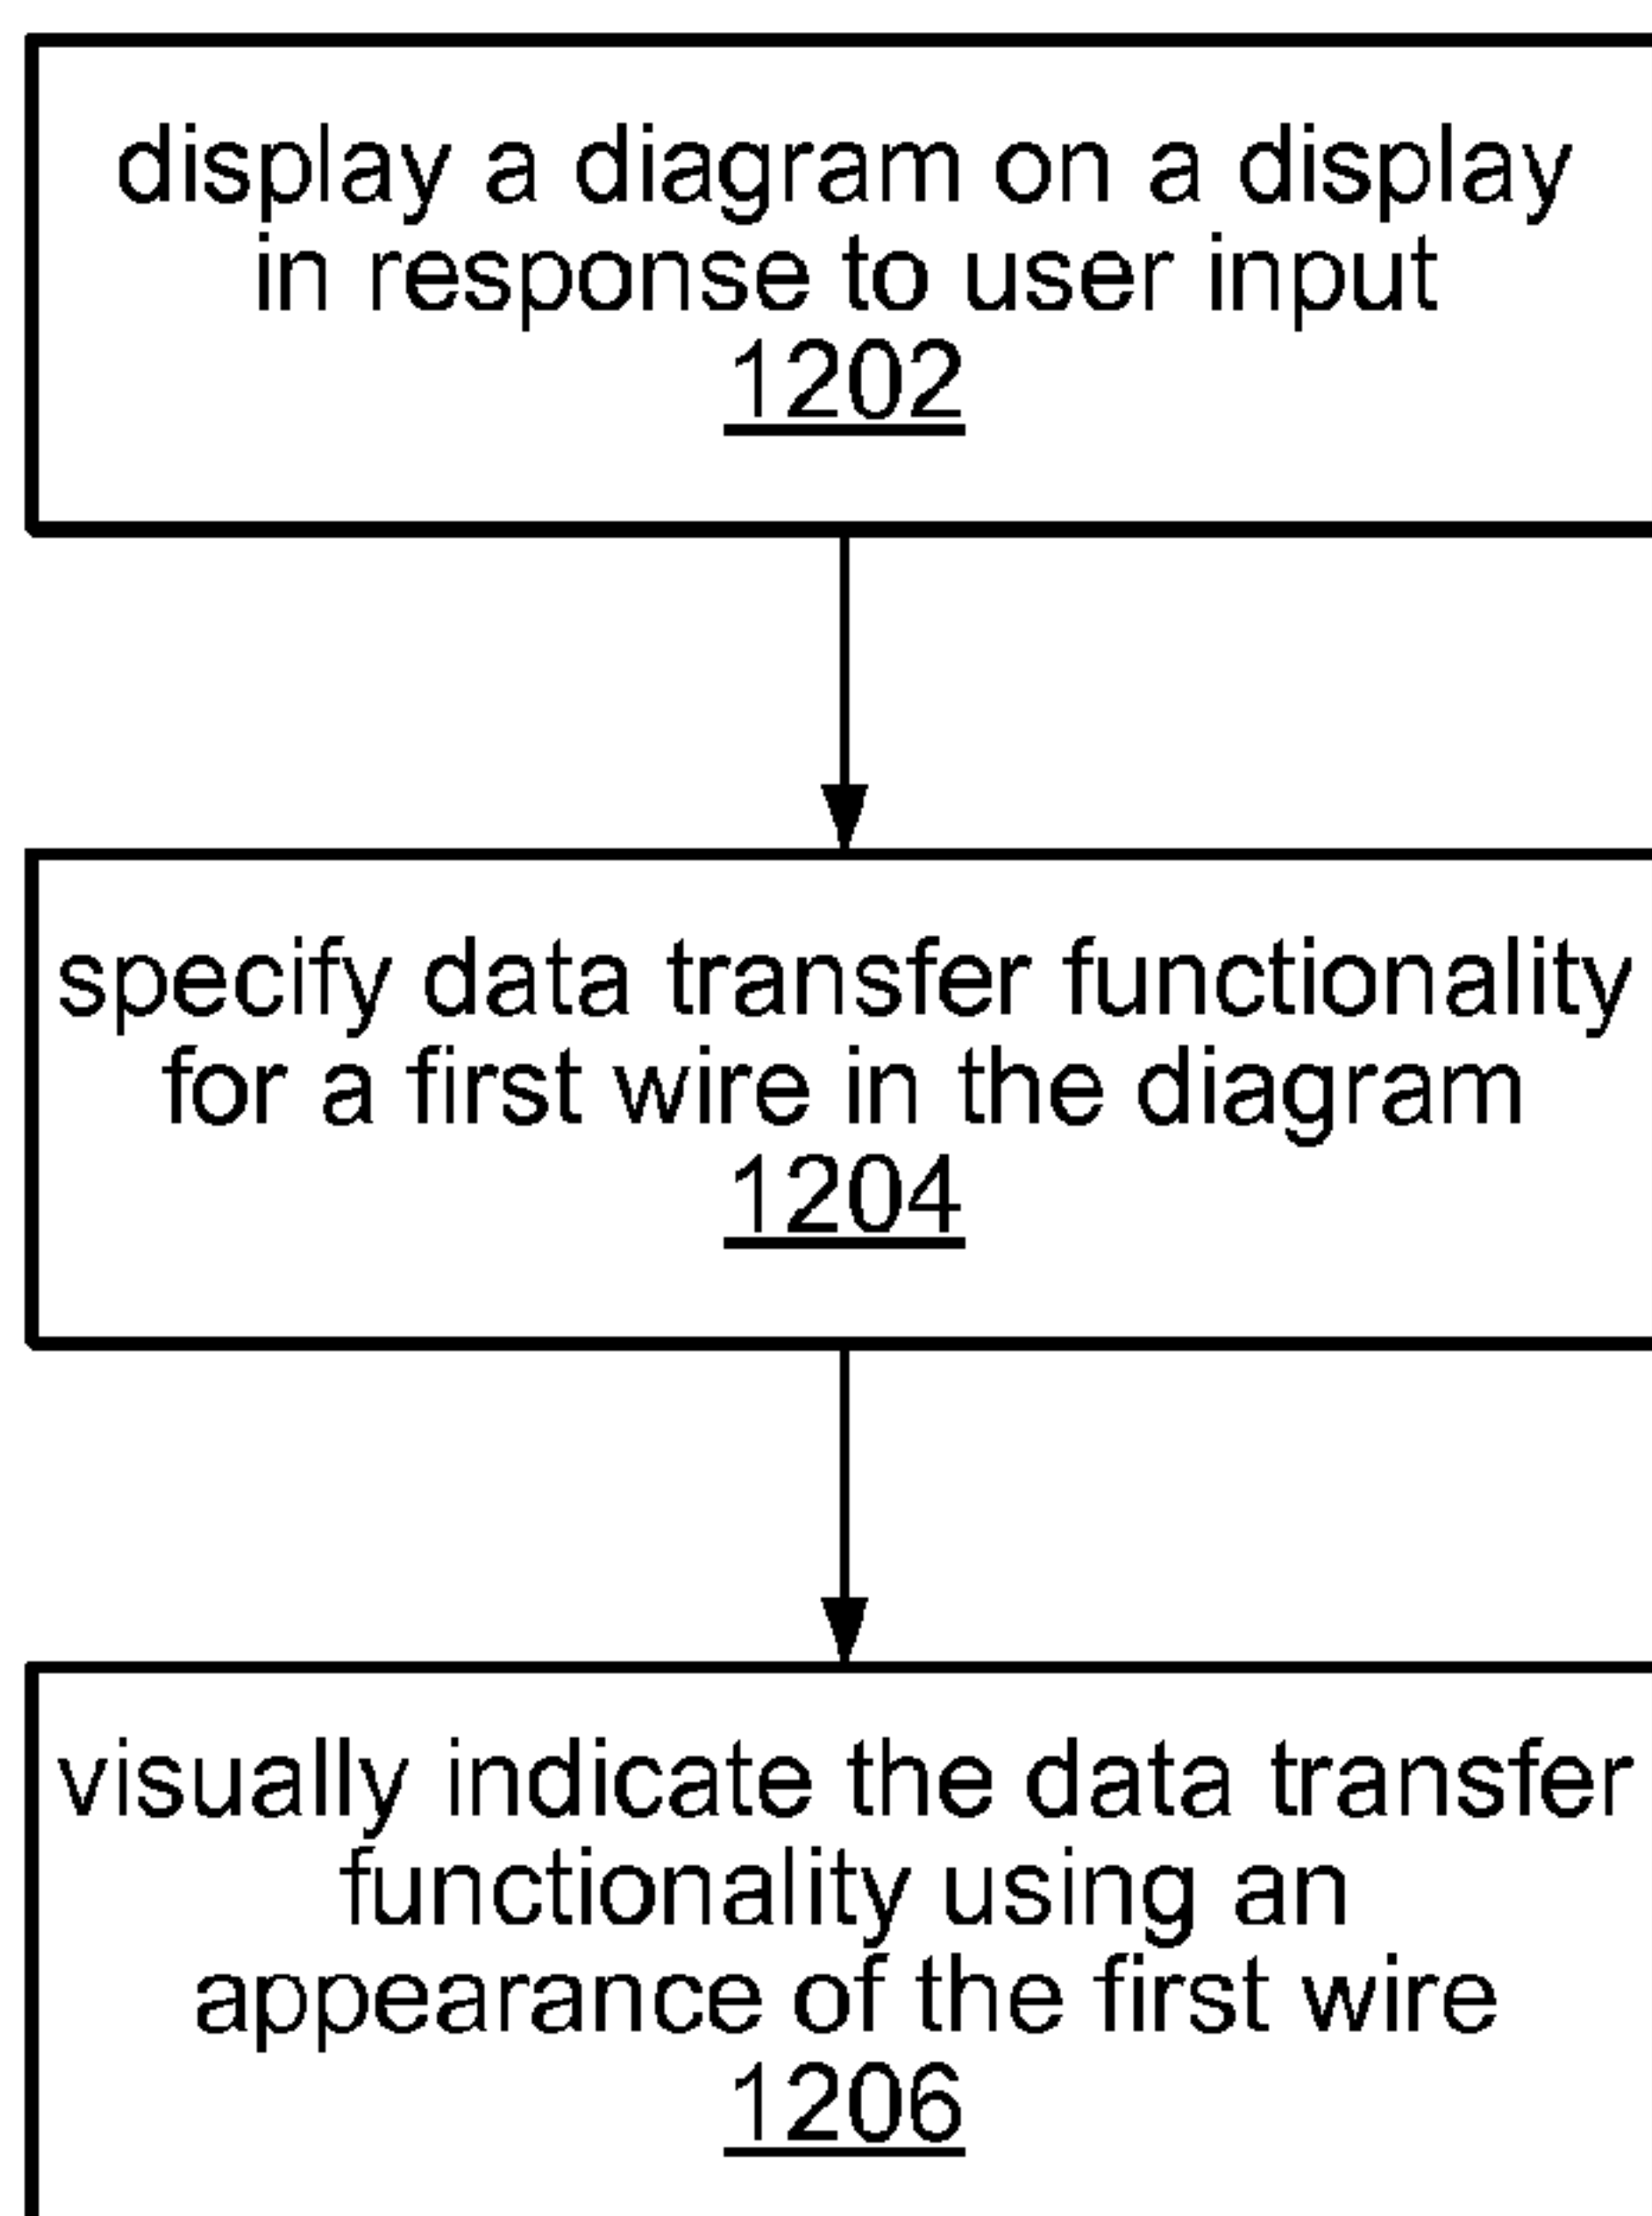 display a diagram on a display
in response to user input
1202
specify data transfer functionality
for a first wire in the diagram
1204
visually indicate the data transfer
functionality using an
appearance of the first wire
1206